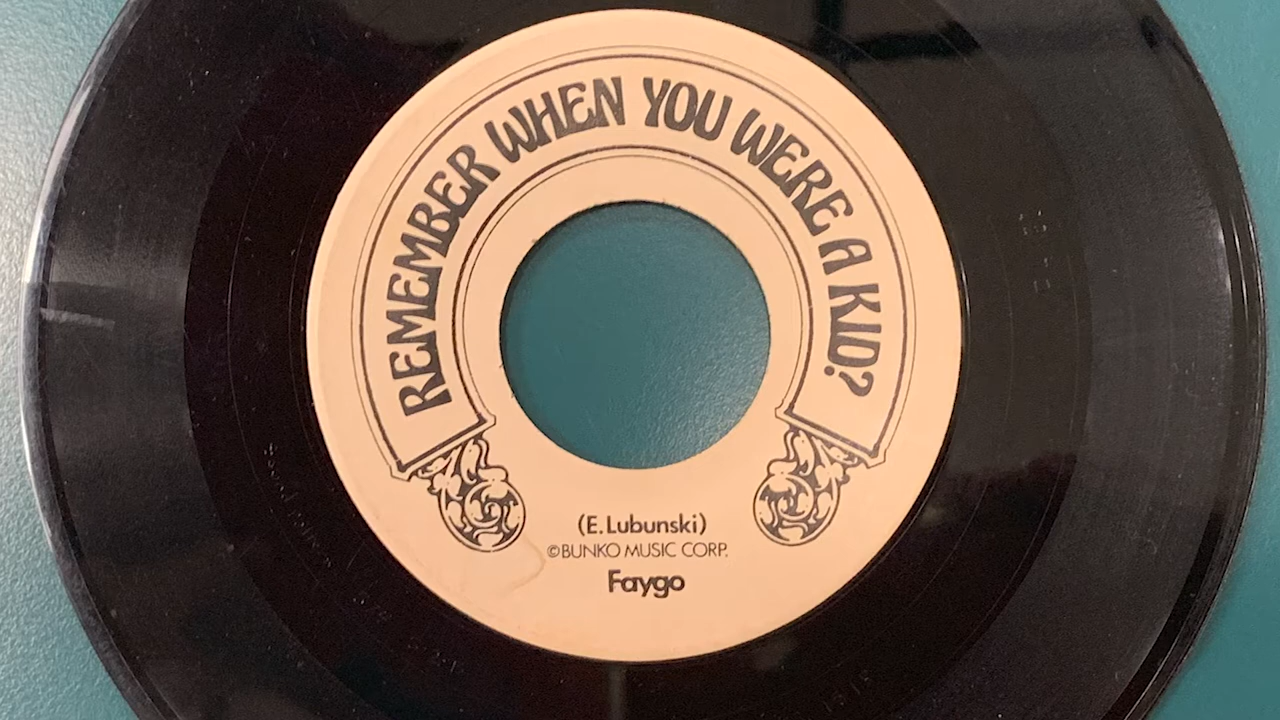 REMEMBER WHEN YOU WERE A KID?
(E. Lubunski)
©BUNKO MUSIC CORP.
Faygo